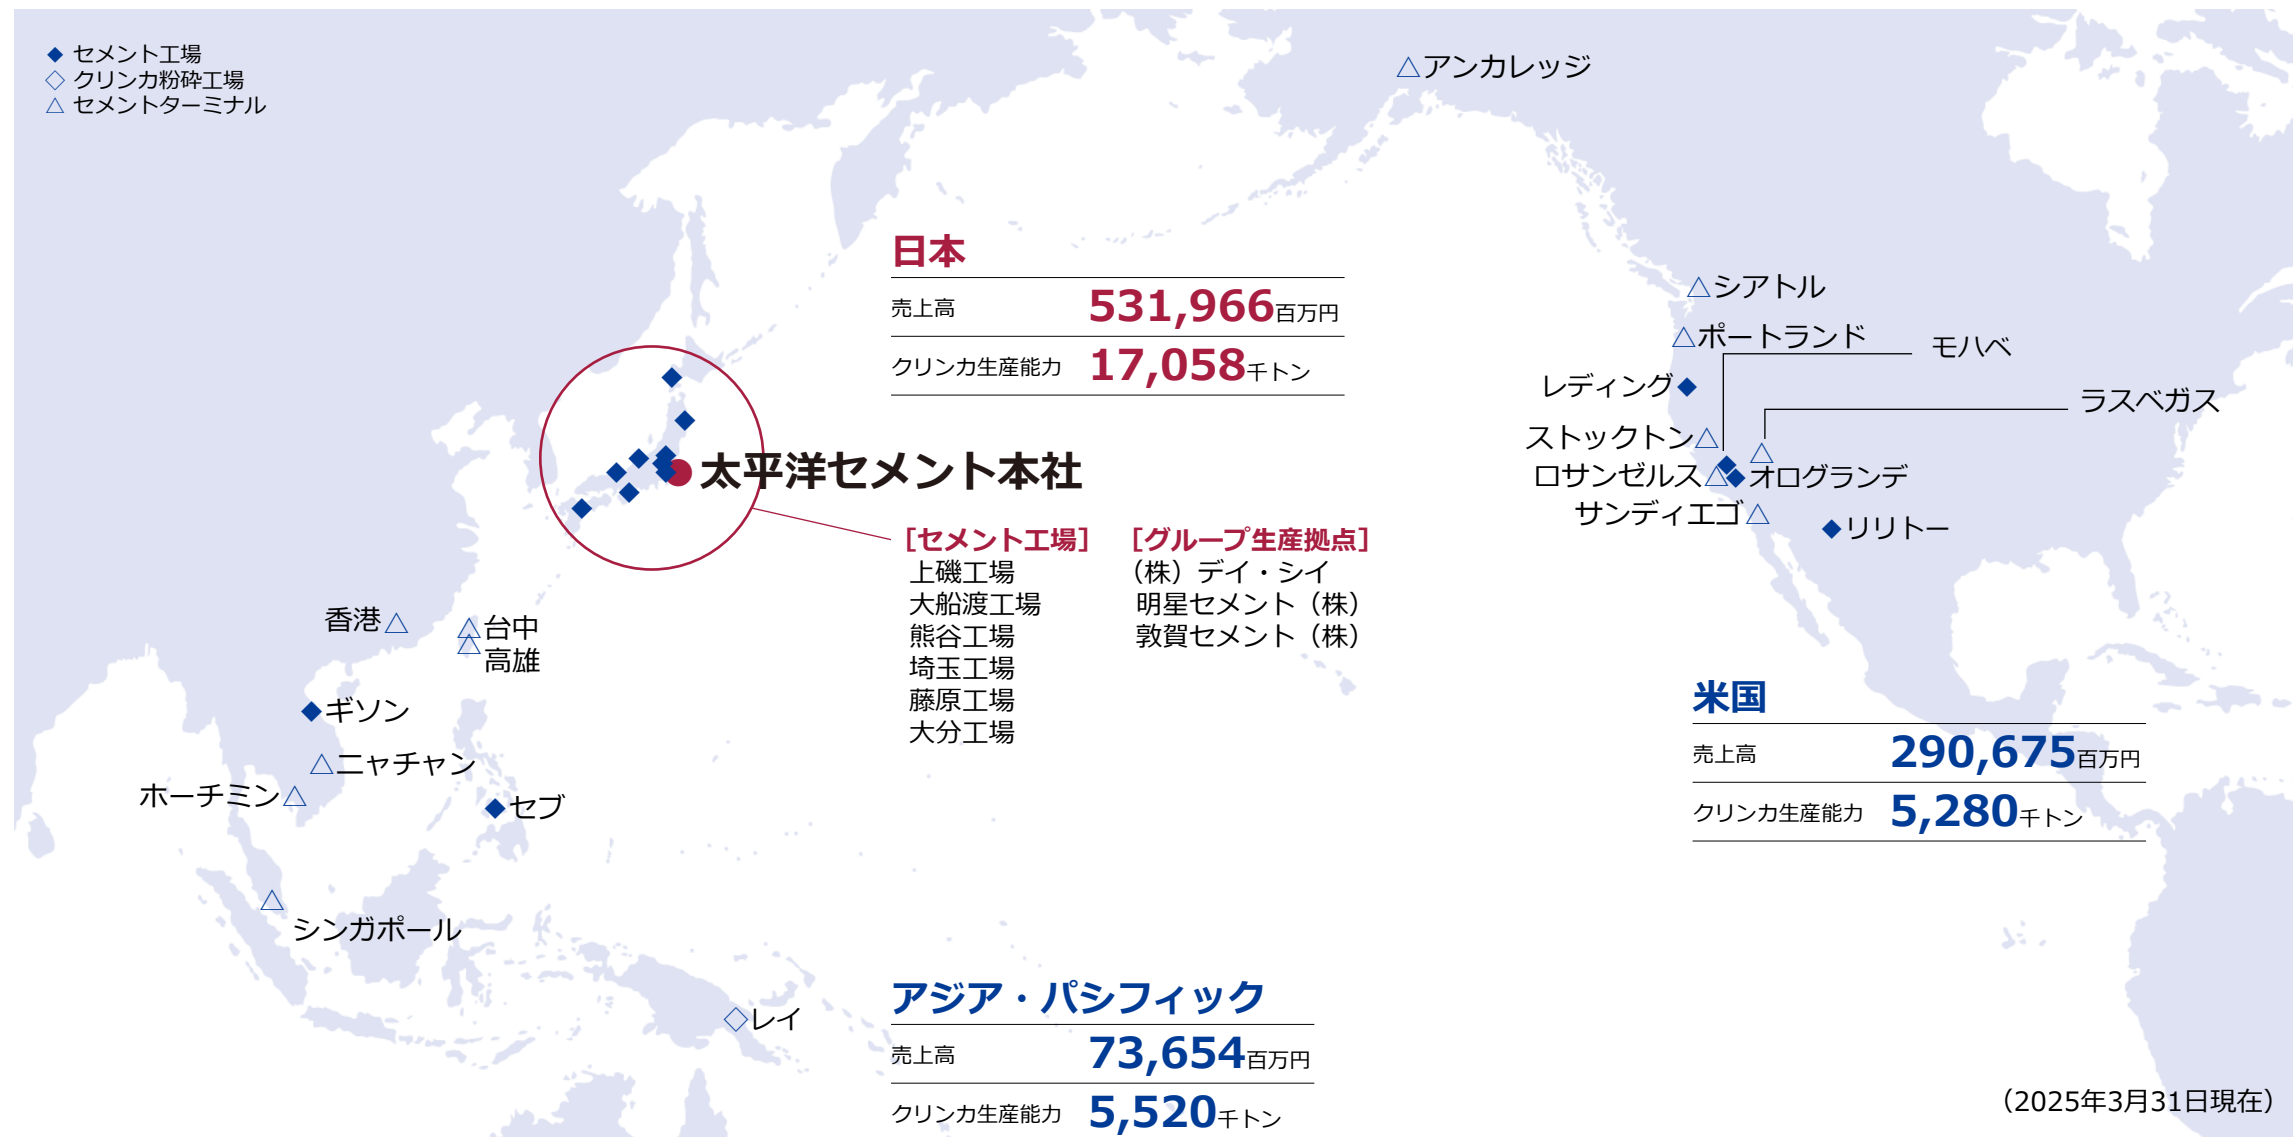 ◆ セメント工場
◇ クリンカ粉砕工場
△ セメントターミナル
△アンカレッジ
日本
売上高 531,966百万円
クリンカ生産能力 17,058千トン
太平洋セメント本社
［セメント工場］
上磯工場
大船渡工場
熊谷工場
埼玉工場
藤原工場
大分工場
［グループ生産拠点］
（株）デイ・シイ
明星セメント（株）
敦賀セメント（株）
△シアトル
△ポートランド
モハベ
レディング◆
ラスベガス
ストックトン△
ロサンゼルス△
◆オログランデ
サンディエゴ△
◆リリトー
香港△
△台中
△高雄
◆ギソン
△ニャチャン
ホーチミン△
◆セブ
△
シンガポール
◇レイ
米国
売上高 290,675百万円
クリンカ生産能力 5,280千トン
アジア・パシフィック
売上高 73,654百万円
クリンカ生産能力 5,520千トン
（2025年3月31日現在）